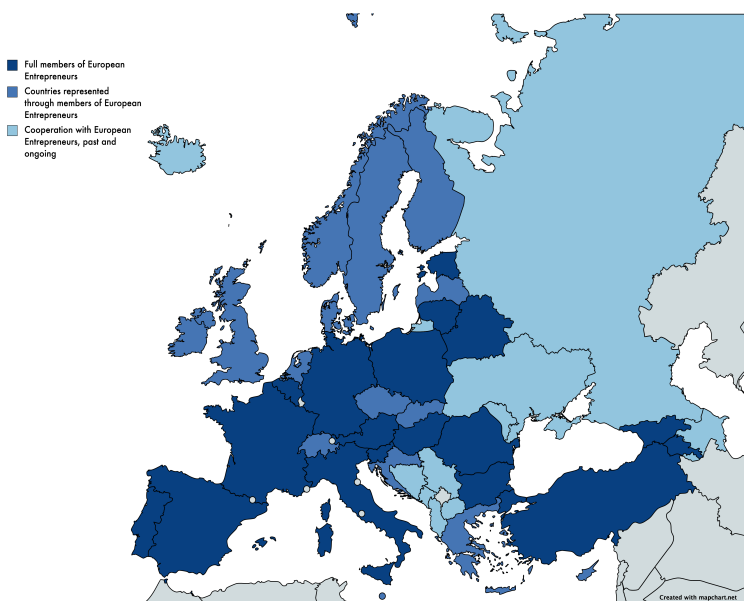 Full members of European
Entrepreneurs
Countries represented
through members of European
Entrepreneurs
Cooperation with European
Entrepreneurs, past and
ongoing
Created with mapchart.net